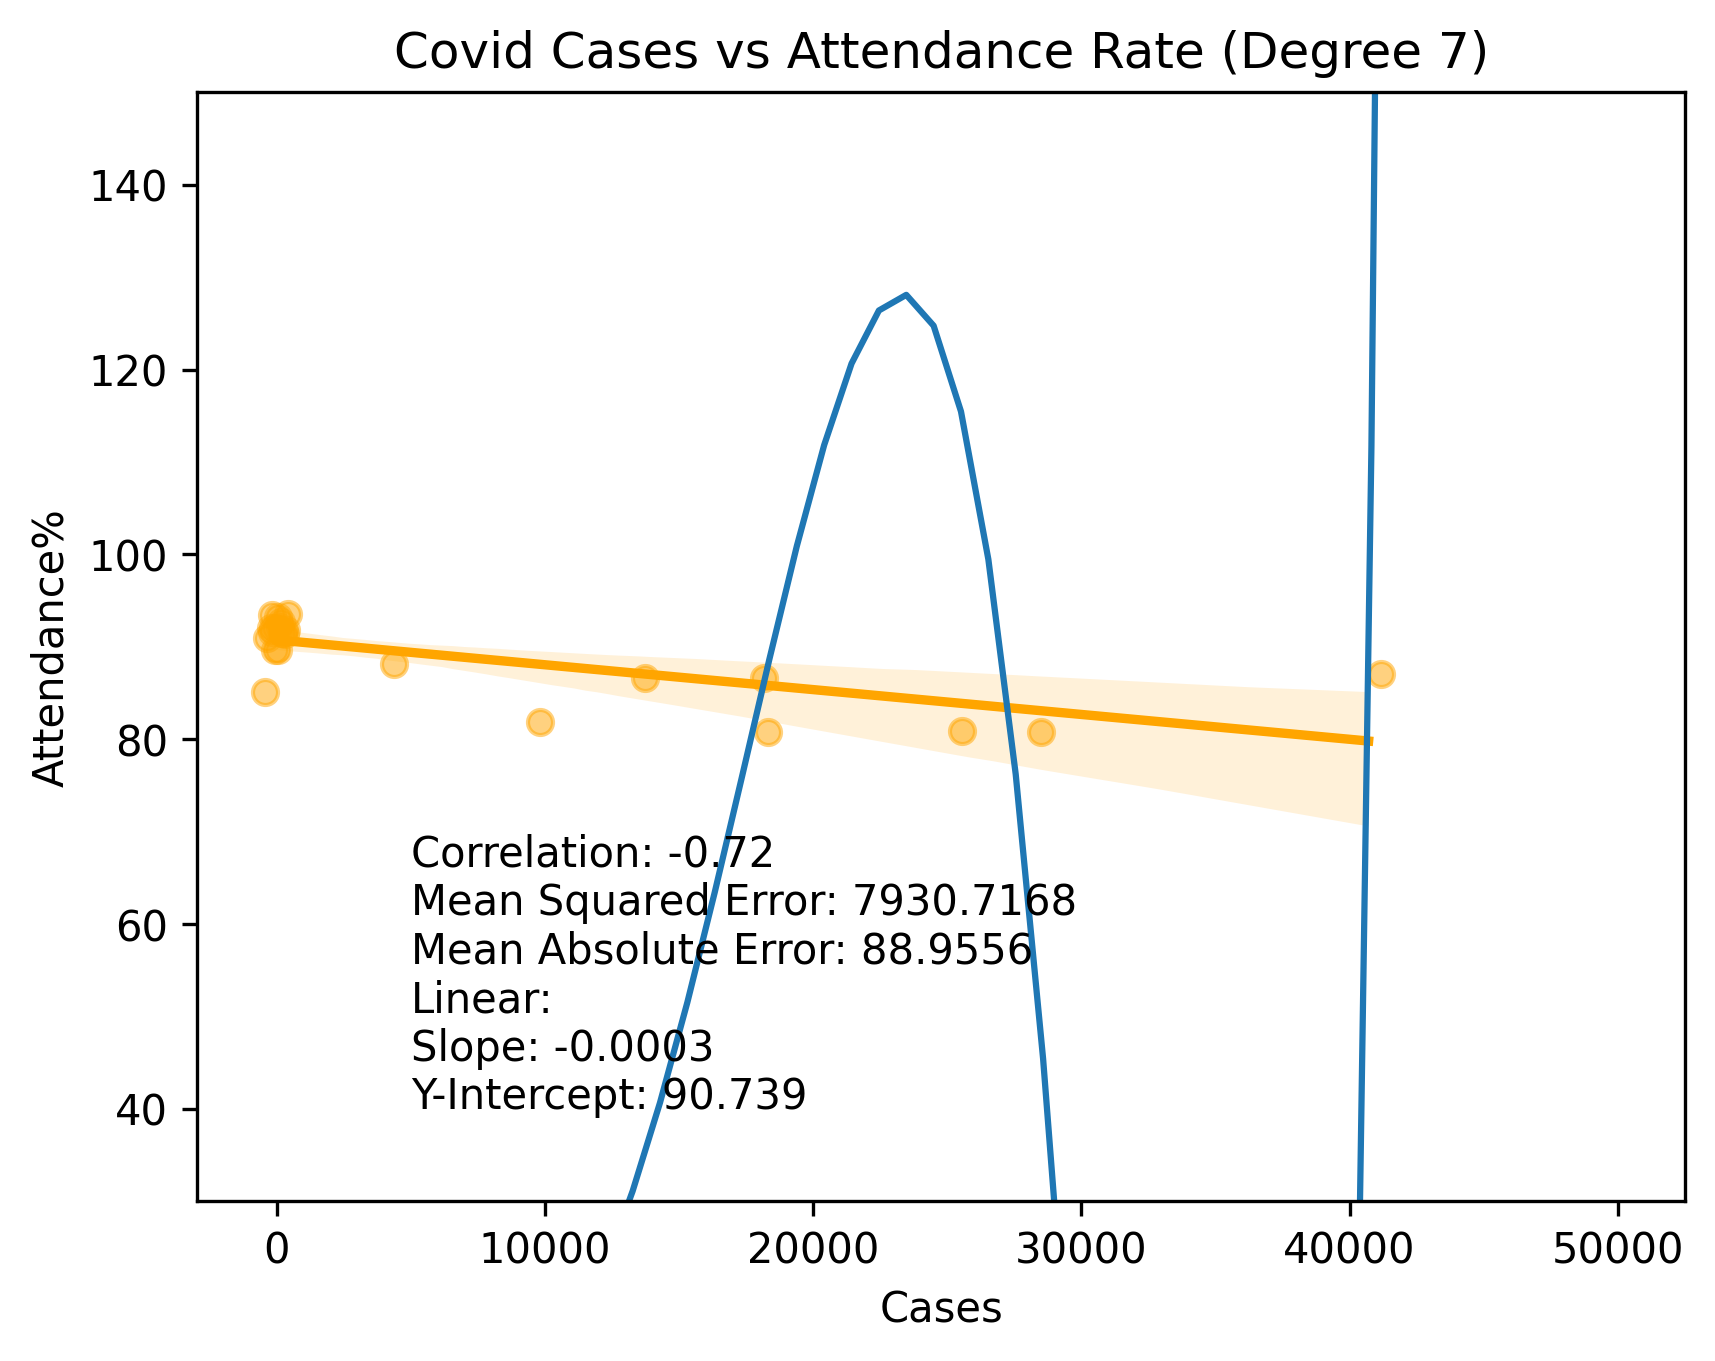 Covid Cases vs Attendance Rate (Degree 7)
140
120
100
80
60
40
Attendance%
Correlation: -0.72
Mean Squared Error: 7930.7168
Mean Absolute Error: 88.9556
Linear:
Slope: -0.0003
Y-Intercept: 90.739
0 10000 20000 30000 40000 50000
Cases